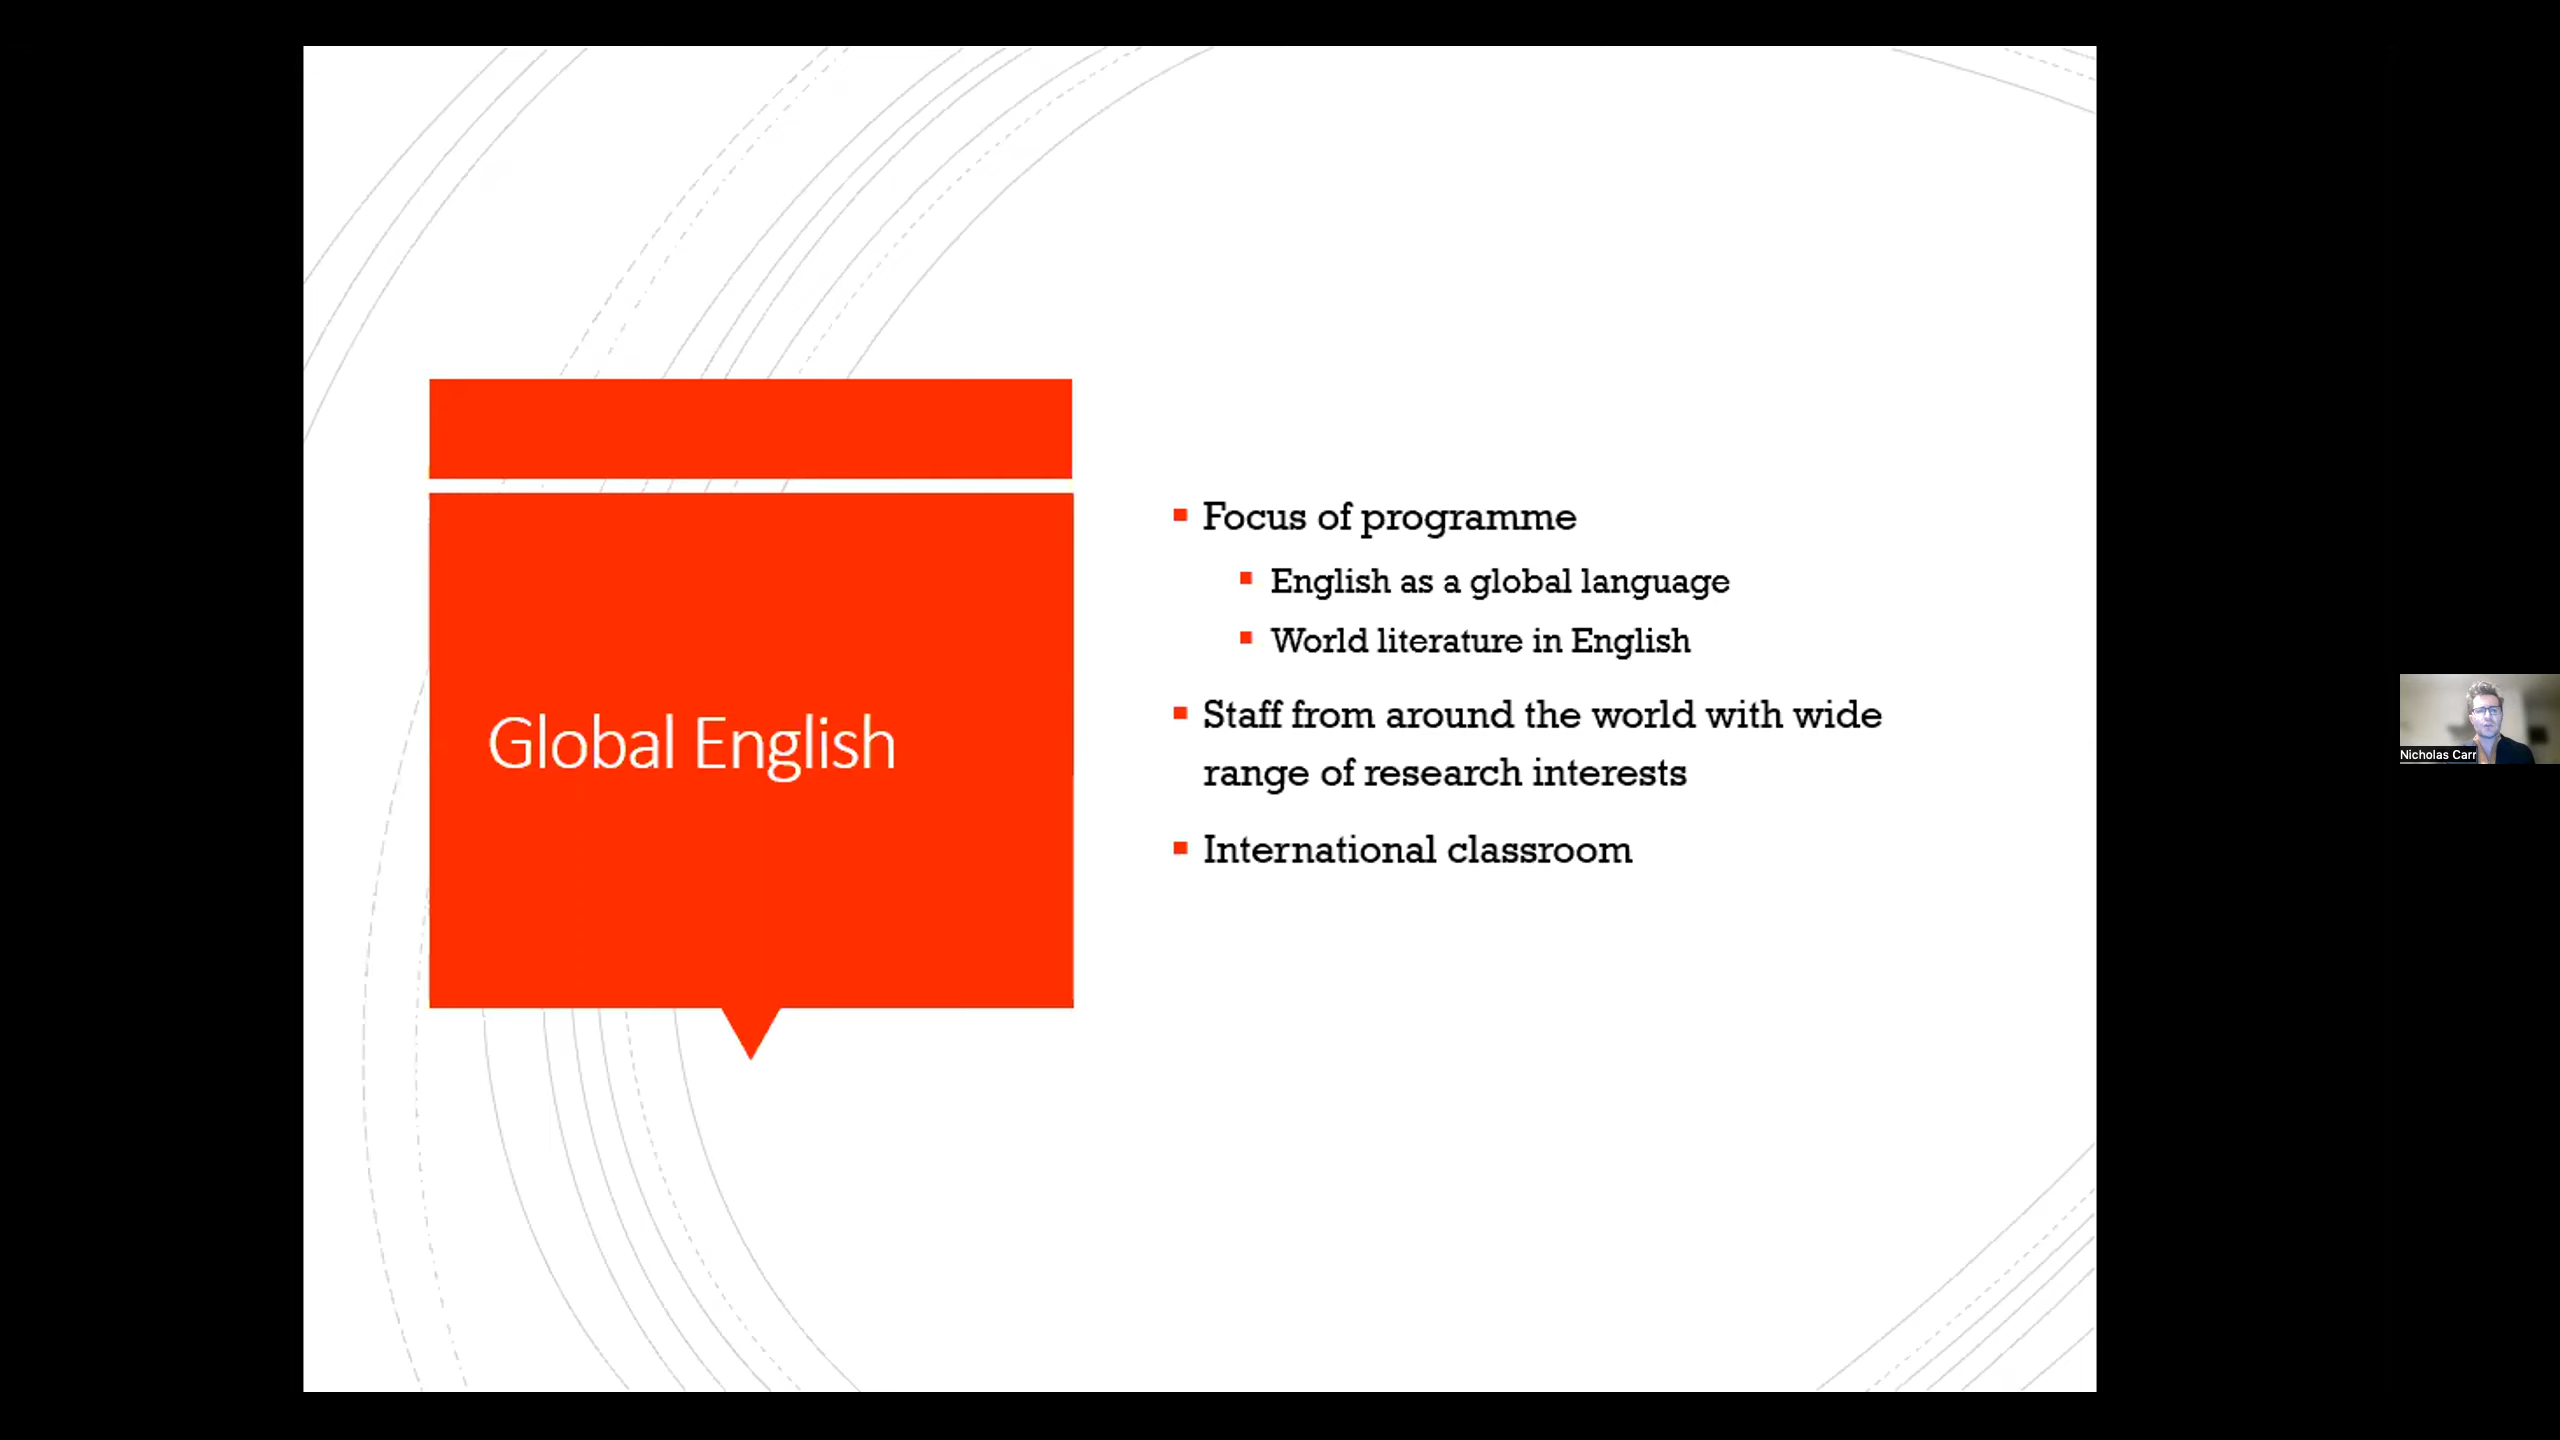 Global English
Focus of programme
English as a global language
World literature in English
Staff from around the world with wide
range of research interests
International classroom
Nicholas Carr